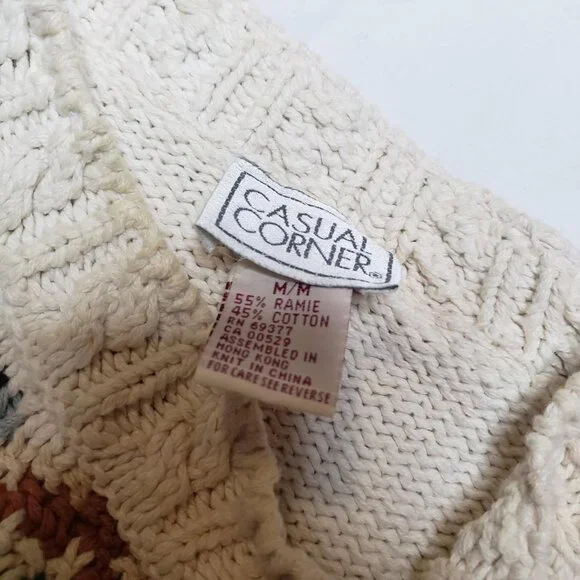 CASUAL
CORNER®
M/M
55% RAMIE
45% COTTON
RN 69377
CA 00529
ASSEMBLED IN
HONG KONG
KNIT IN CHINA
FOR CARE SEE REVERSE